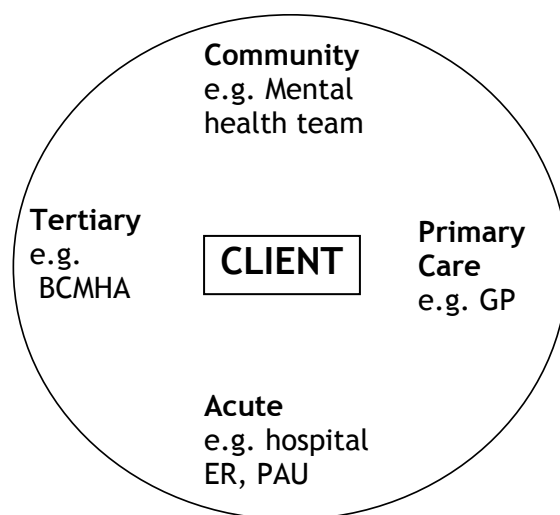 Community
e.g. Mental
health team
Tertiary
e.g.
BCMHA
CLIENT
Primary
Care
e.g. GP
Acute
e.g. hospital
ER, PAU